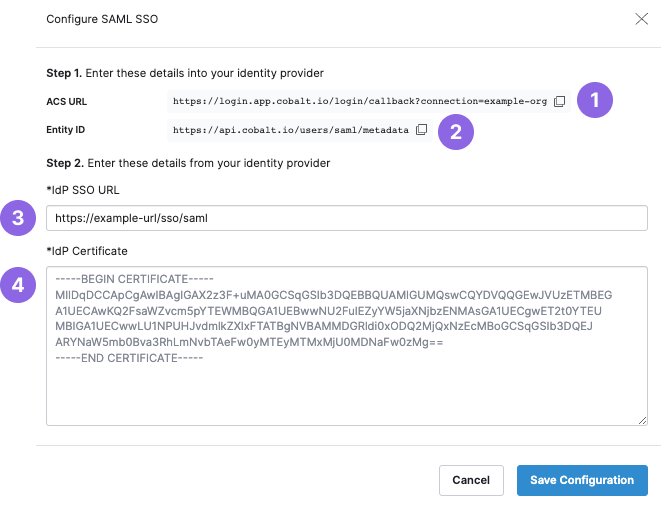 Configure SAML SSO
Step 1. Enter these details into your identity provider
ACS URL https://login.app.cobalt.io/login/callback?connection=example-org 1
Entity ID https://api.cobalt.io/users/saml/metadata 2
Step 2. Enter these details from your identity provider
*IdP SSO URL
3 https://example-url/sso/saml
*IdP Certificate
4 -----BEGIN CERTIFICATE-----
MIIDqDCCApCgAwIBAgIGAX2z3F+uMA0GCSqGSIb3DQEBBQUAMIGUMQswCQYDVQQGEwJVUzETMBEG
A1UECAwKQ2FsaWZvcm5pYTEWMBQGA1UEBwwNU2FuIEZyYW5jaXNjbzENMAsGA1UECgwET2t0YTEU
MBIGA1UECwwLU1NPUHJvdmlkZXIxFTATBgNVBAMMDGRldi0xODQ2MjQxNzEcMBoGCSqGSIb3DQEJ
ARYNaW5mb0Bva3RhLmNvbTAeFw0yMTEyMTMxMjU0MDNaFw0zMg==
-----END CERTIFICATE-----
Cancel Save Configuration